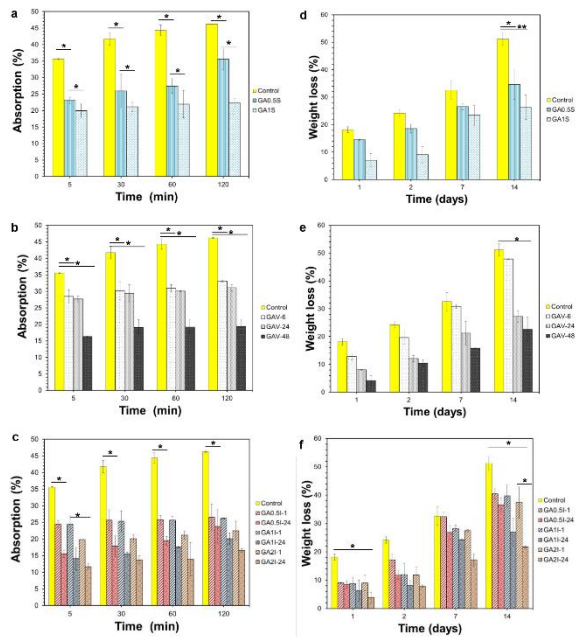 a
Absorption (%)
50
45
40
35
30
25
20
15
10
5
0
* * * * * * * *
5 30 60 120
Time (min)
Control
GA0.5S
GA1S
d
Weight loss (%)
60
50
40
30
20
10
0
* **
1 2 7 14
Time (days)
Control
GA0.5S
GA1S
b
Absorption (%)
50
45
40
35
30
25
20
15
10
5
0
* * * * * * * *
5 30 60 120
Time (min)
Control
GAV-6
GAV-24
GAV-48
e
Weight loss (%)
60
50
40
30
20
10
0
*
1 2 7 14
Time (days)
Control
GAV-6
GAV-24
GAV-48
c
Absorption (%)
50
45
40
35
30
25
20
15
10
5
0
* * * * *
5 30 60 120
Time (min)
Control
GA0.5I-1
GA0.5I-24
GA1I-1
GA1I-24
GA2I-1
GA2I-24
f
Weight loss (%)
60
50
40
30
20
10
0
* * *
1 2 7 14
Time (days)
Control
GA0.5I-1
GA0.5I-24
GA1I-1
GA1I-24
GA2I-1
GA2I-24